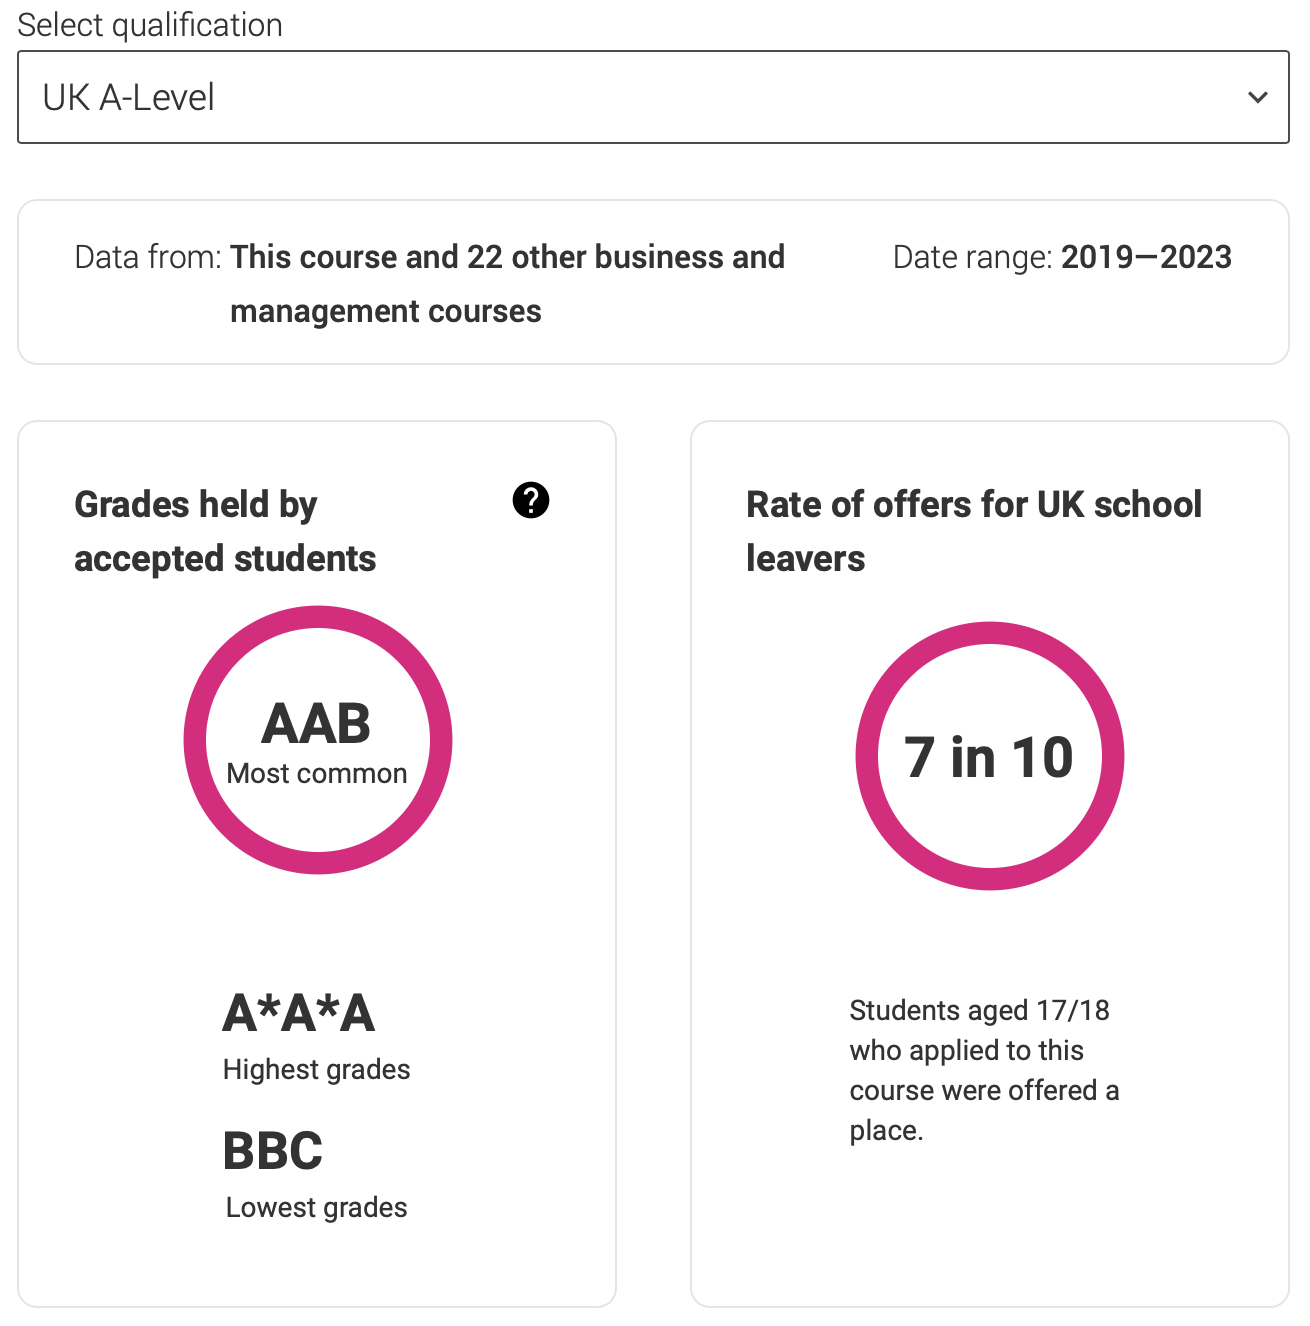 Select qualification
UK A-Level
Data from: This course and 22 other business and
management courses
Date range: 2019—2023
Grades held by
accepted students
?
AAB
Most common
A*A*A
Highest grades
BBC
Lowest grades
Rate of offers for UK school
leavers
7 in 10
Students aged 17/18
who applied to this
course were offered a
place.